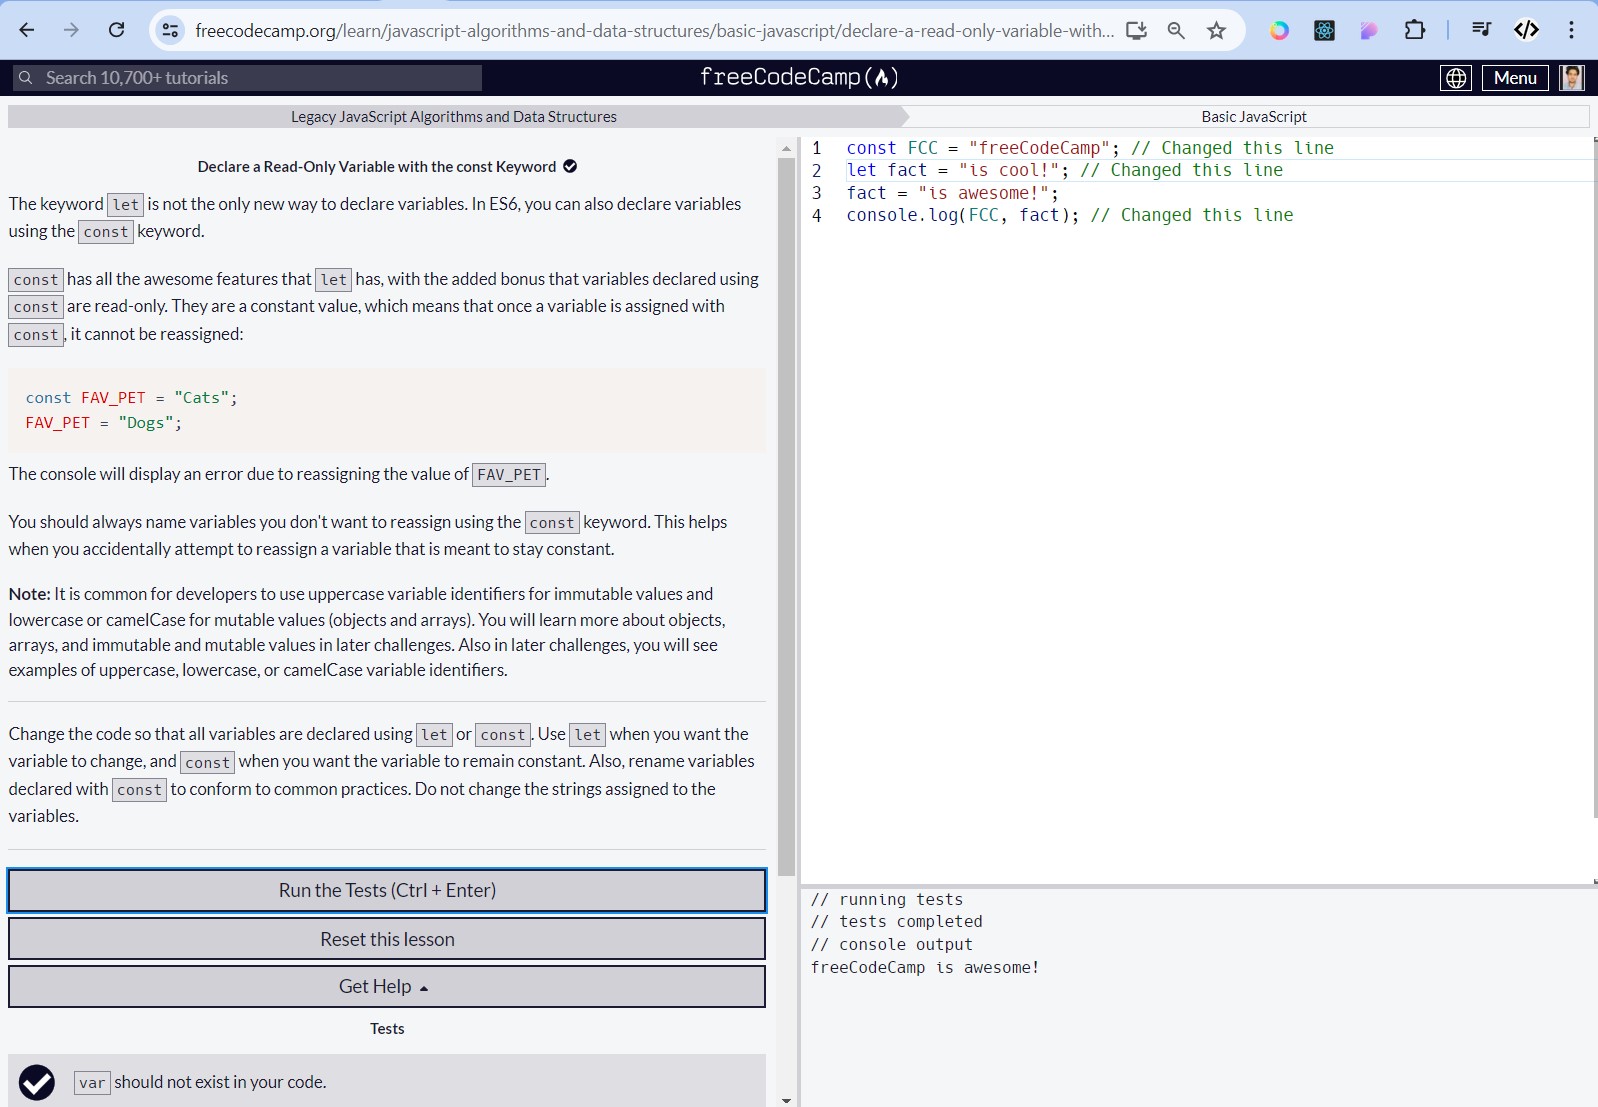 freecodecamp.org/learn/javascript-algorithms-and-data-structures/basic-javascript/declare-a-read-only-variable-with...
Search 10,700+ tutorials
freeCodeCamp
Menu
Legacy JavaScript Algorithms and Data Structures
Basic JavaScript
Declare a Read-Only Variable with the const Keyword
The keyword let is not the only new way to declare variables. In ES6, you can also declare variables
using the const keyword.
const has all the awesome features that let has, with the added bonus that variables declared using
const are read-only. They are a constant value, which means that once a variable is assigned with
const, it cannot be reassigned:
const FAV_PET = "Cats";
FAV_PET = "Dogs";
The console will display an error due to reassigning the value of FAV_PET.
You should always name variables you don't want to reassign using the const keyword. This helps
when you accidentally attempt to reassign a variable that is meant to stay constant.
Note: It is common for developers to use uppercase variable identifiers for immutable values and
lowercase or camelCase for mutable values (objects and arrays). You will learn more about objects,
arrays, and immutable and mutable values in later challenges. Also in later challenges, you will see
examples of uppercase, lowercase, or camelCase variable identifiers.
Change the code so that all variables are declared using let or const. Use let when you want the
variable to change, and const when you want the variable to remain constant. Also, rename variables
declared with const to conform to common practices. Do not change the strings assigned to the
variables.
Run the Tests (Ctrl + Enter)
Reset this lesson
Get Help
Tests
var should not exist in your code.
1 const FCC = "freeCodeCamp"; // Changed this line
2 let fact = "is cool!"; // Changed this line
3 fact = "is awesome!";
4 console.log(FCC, fact); // Changed this line
// running tests
// tests completed
// console output
freeCodeCamp is awesome!